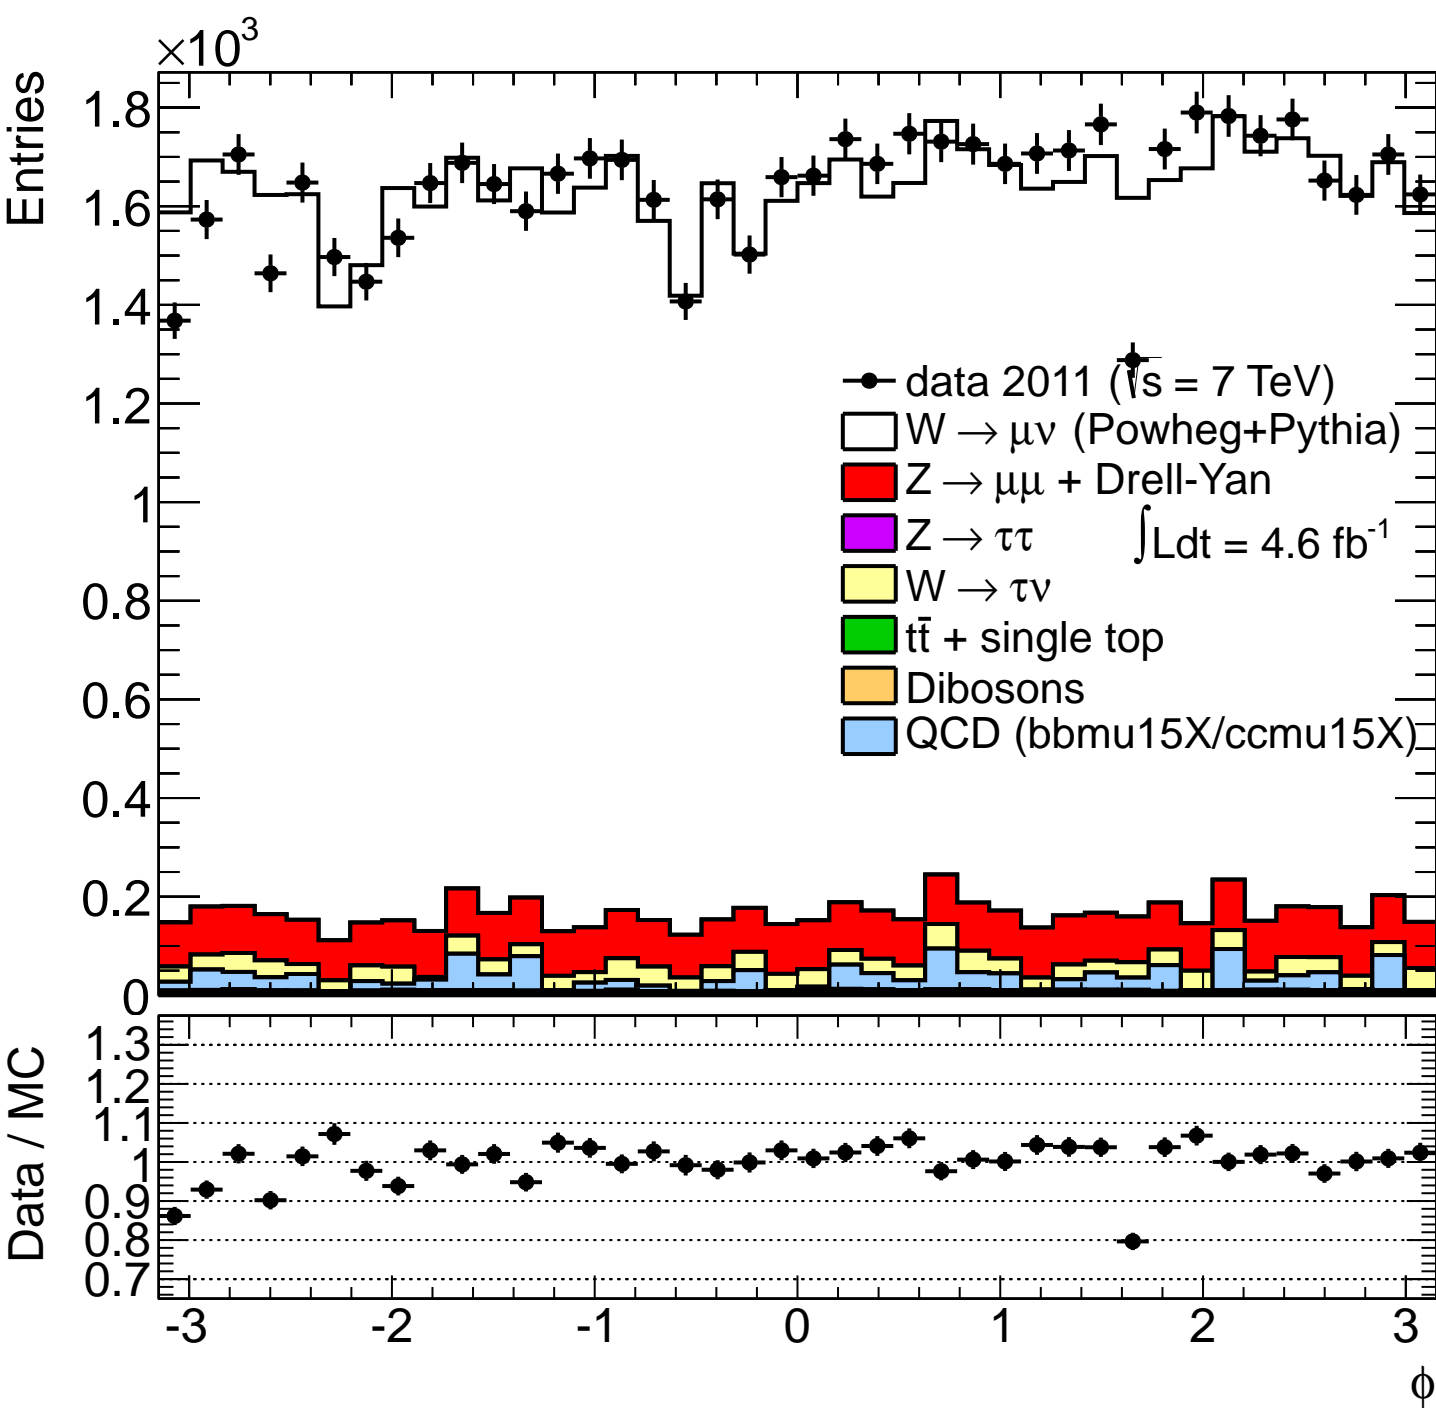 ×10³
Entries
1.8
1.6
1.4
1.2
1
0.8
0.6
0.4
0.2
0
data 2011 (√s = 7 TeV)
W → μν (Powheg+Pythia)
Z → μμ + Drell-Yan
Z → ττ
∫Ldt = 4.6 fb⁻¹
W → τν
tt̄ + single top
Dibosons
QCD (bbmu15X/ccmu15X)
Data / MC
1.3
1.2
1.1
1
0.9
0.8
0.7
-3 -2 -1 0 1 2 3
ϕ